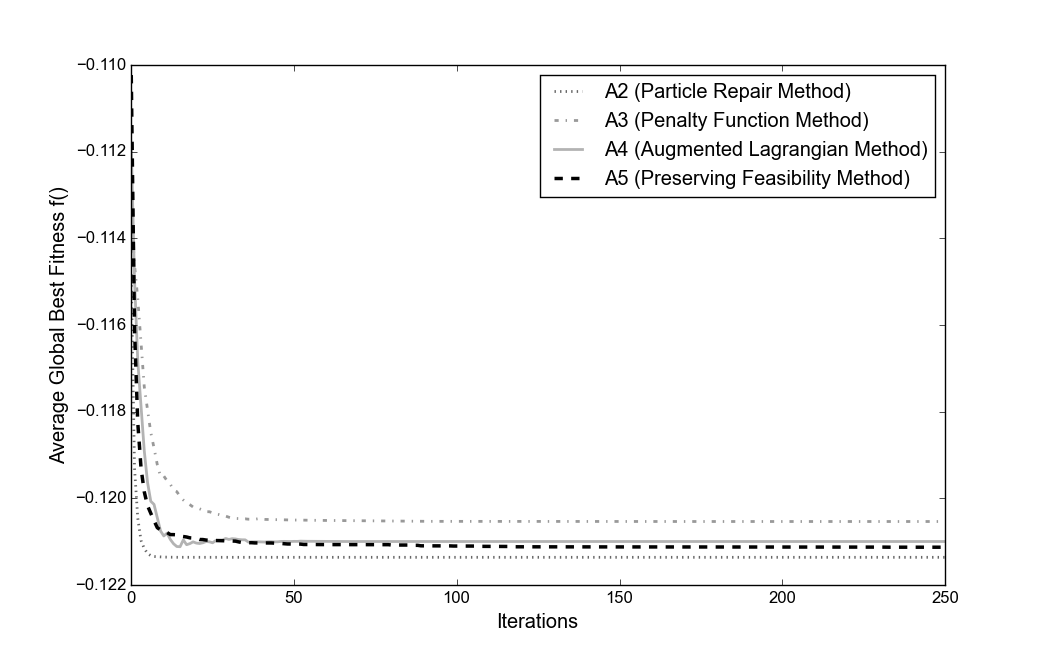 −0.110
−0.112
−0.114
−0.116
−0.118
−0.120
−0.122
Average Global Best Fitness f()
A2 (Particle Repair Method)
A3 (Penalty Function Method)
A4 (Augmented Lagrangian Method)
A5 (Preserving Feasibility Method)
0 50 100 150 200 250
Iterations